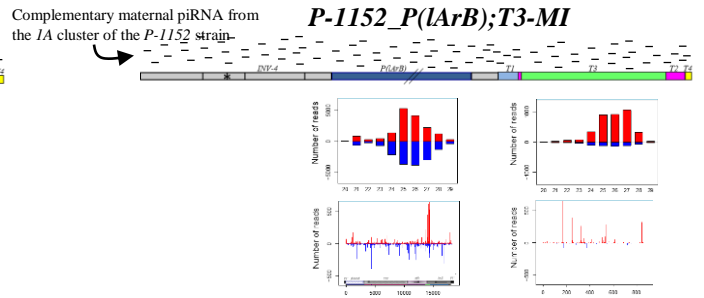 Complementary maternal piRNA from
the 1A cluster of the P-1152 strain
P-1152_P(lArB);T3-MI
INV-4 P(lArB) T1 T3 T2 T4
Number of reads
20 21 22 23 24 25 26 27 28 29
Number of reads
20 21 22 23 24 25 26 27 28 29
Number of reads
0 5000 10000 15000
Number of reads
0 200 400 600 800